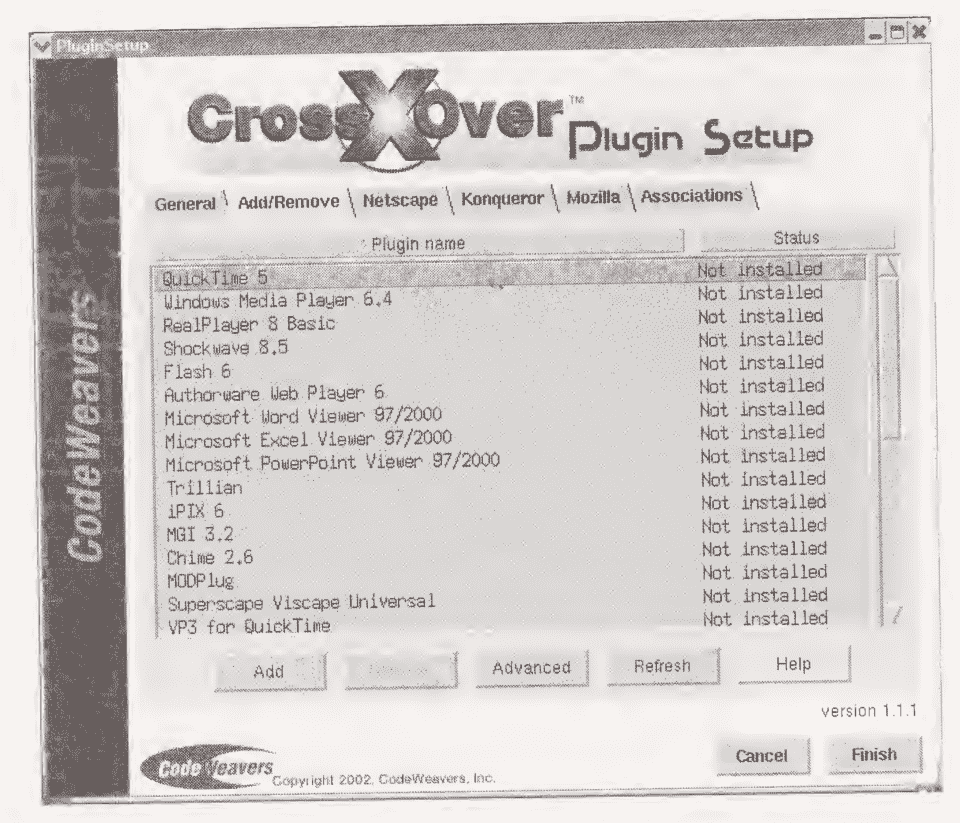 PluginSetup
CrossXOver™ Plugin Setup
General Add/Remove Netscape Konqueror Mozilla Associations
Plugin name Status
QuickTime 5 Not installed
Windows Media Player 6.4 Not installed
RealPlayer 8 Basic Not installed
Shockwave 8.5 Not installed
Flash 6 Not installed
Authorware Web Player 6 Not installed
Microsoft Word Viewer 97/2000 Not installed
Microsoft Excel Viewer 97/2000 Not installed
Microsoft PowerPoint Viewer 97/2000 Not installed
Trillian Not installed
iPIX 6 Not installed
MGI 3.2 Not installed
Chime 2.6 Not installed
MODPlug Not installed
Superscape Viscape Universal Not installed
VP3 for QuickTime Not installed
Add Advanced Refresh Help
version 1.1.1
Cancel Finish
CodeWeavers Copyright 2002, CodeWeavers, Inc.
CodeWeavers